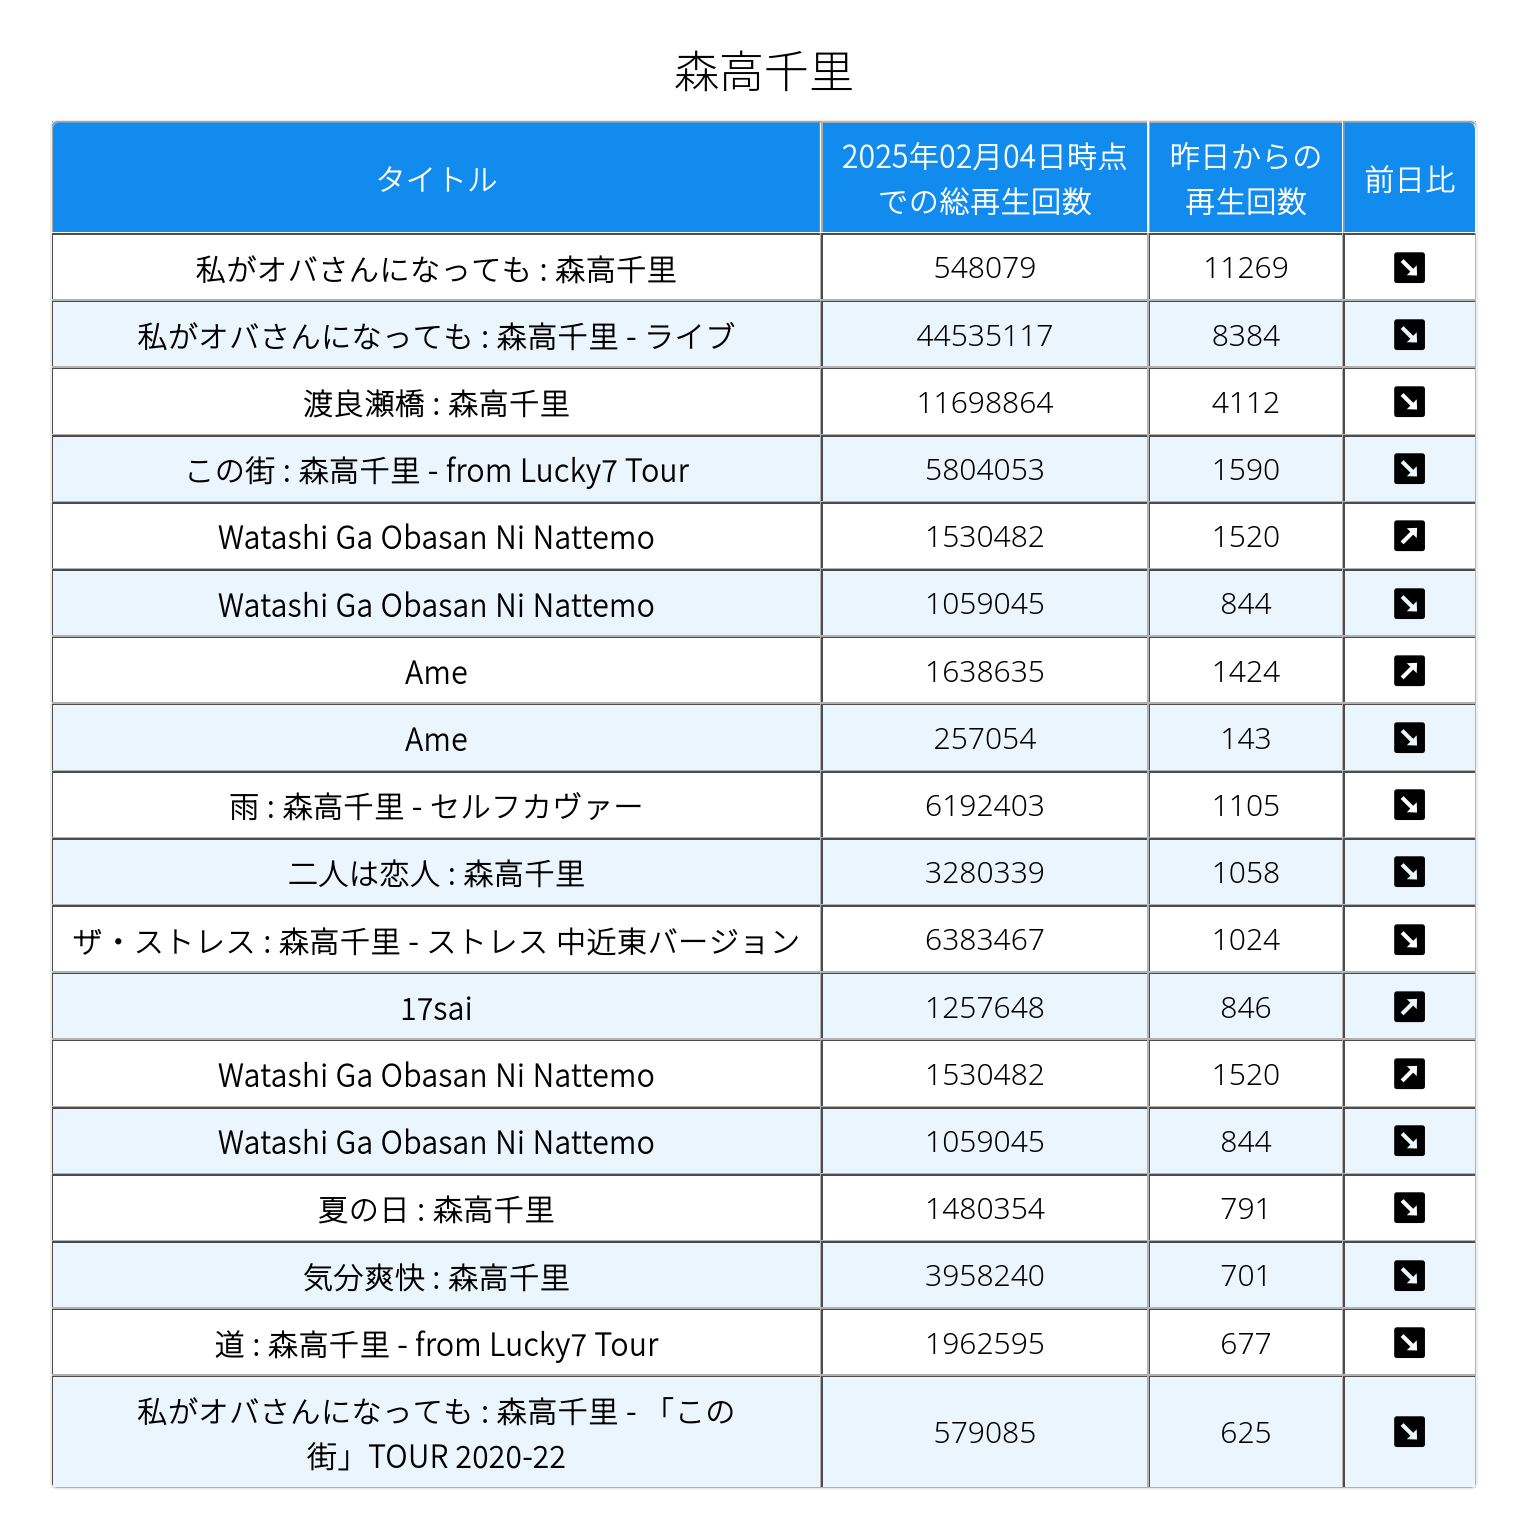 森高千里
タイトル
2025年02月04日時点
での総再生回数
昨日からの
再生回数
前日比
私がオバさんになっても : 森高千里 548079 11269
私がオバさんになっても : 森高千里 - ライブ 44535117 8384
渡良瀬橋 : 森高千里 11698864 4112
この街 : 森高千里 - from Lucky7 Tour 5804053 1590
Watashi Ga Obasan Ni Nattemo 1530482 1520
Watashi Ga Obasan Ni Nattemo 1059045 844
Ame 1638635 1424
Ame 257054 143
雨 : 森高千里 - セルフカヴァー 6192403 1105
二人は恋人 : 森高千里 3280339 1058
ザ・ストレス : 森高千里 - ストレス 中近東バージョン 6383467 1024
17sai 1257648 846
Watashi Ga Obasan Ni Nattemo 1530482 1520
Watashi Ga Obasan Ni Nattemo 1059045 844
夏の日 : 森高千里 1480354 791
気分爽快 : 森高千里 3958240 701
道 : 森高千里 - from Lucky7 Tour 1962595 677
私がオバさんになっても : 森高千里 - 「この
街」TOUR 2020-22 579085 625